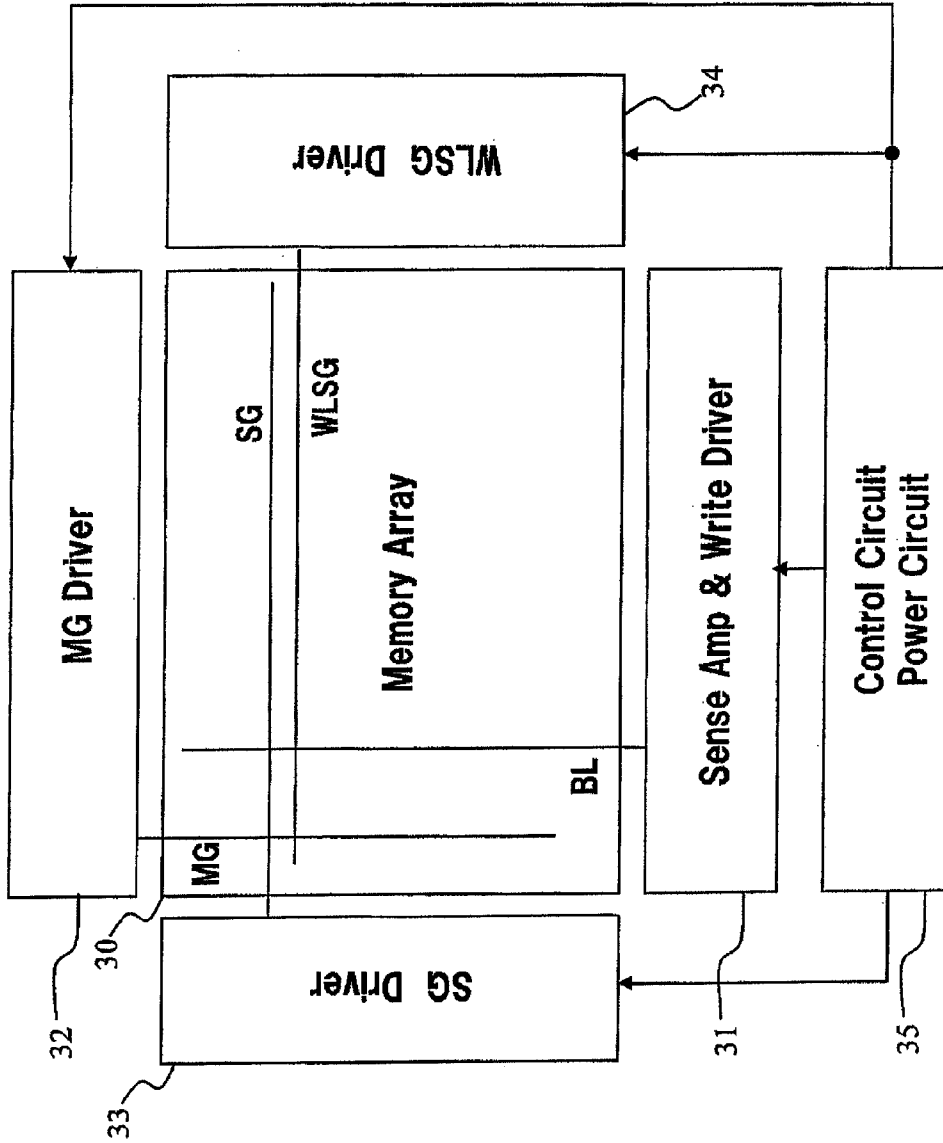 MG Driver
32
30
MG
SG
WLSG
WLSG Driver
34
SG Driver
33
Memory Array
BL
Sense Amp & Write Driver
31
Control Circuit
Power Circuit
35